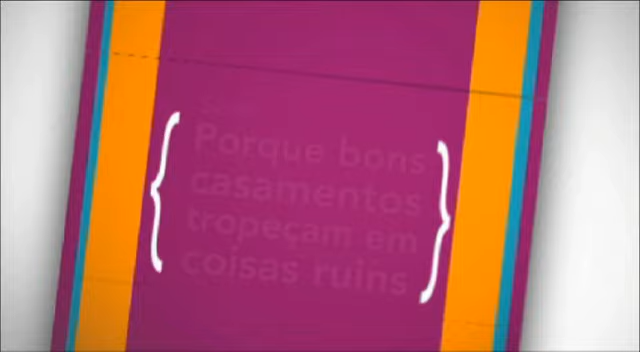 Porque bons
casamentos
tropeçam em
coisas ruins